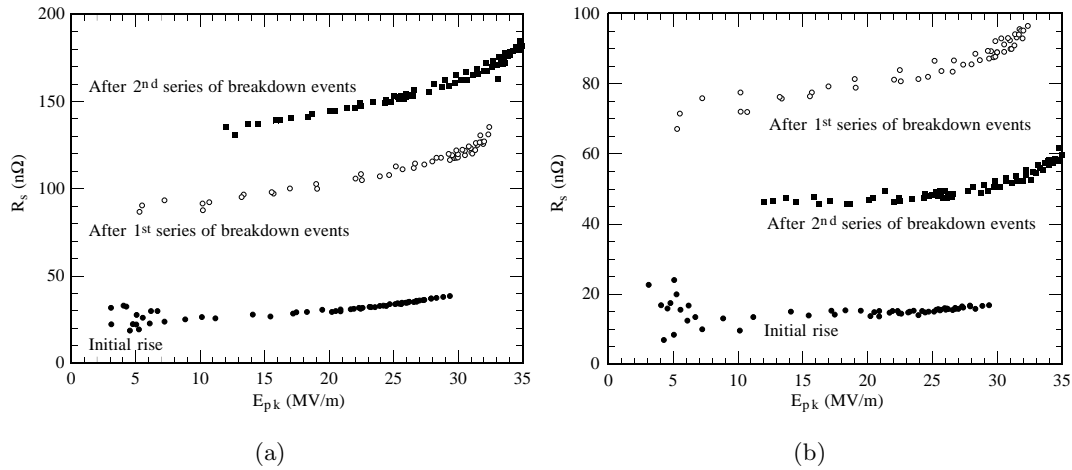 200
150
100
50
0
R_s (nΩ)
After 2nd series of breakdown events
After 1st series of breakdown events
Initial rise
0 5 10 15 20 25 30 35
E_pk (MV/m)
(a)
100
80
60
40
20
0
R_s (nΩ)
After 1st series of breakdown events
After 2nd series of breakdown events
Initial rise
0 5 10 15 20 25 30 35
E_pk (MV/m)
(b)